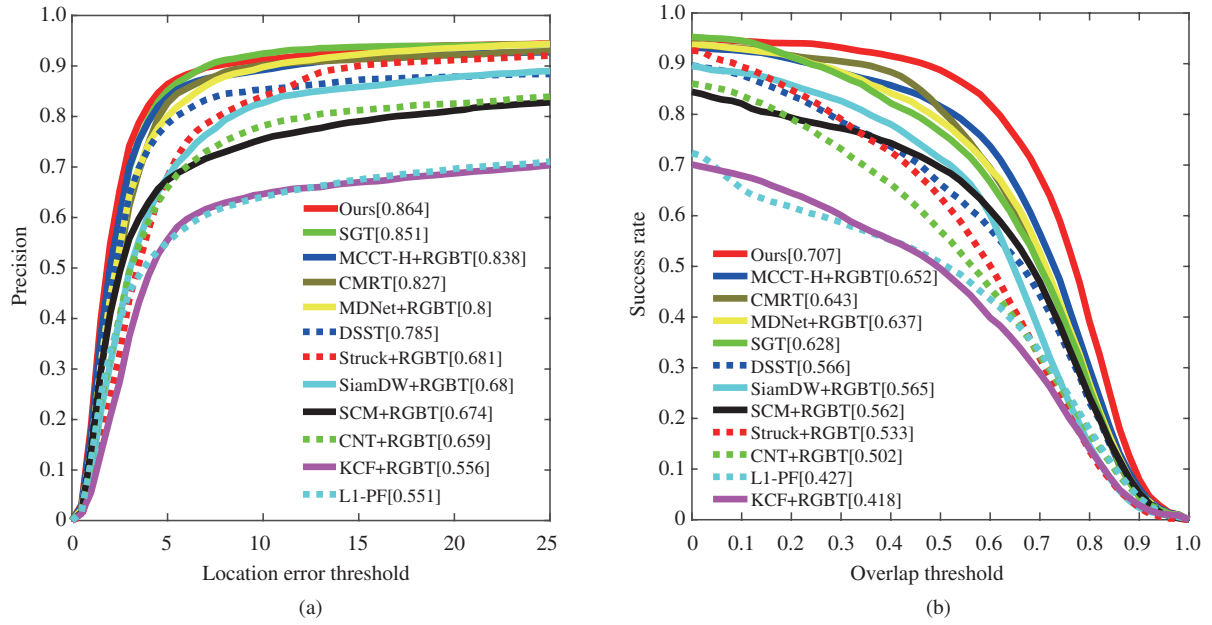 1.0
0.9
0.8
0.7
0.6
0.5
0.4
0.3
0.2
0.1
0
Precision
Ours[0.864]
SGT[0.851]
MCCT-H+RGBT[0.838]
CMRT[0.827]
MDNet+RGBT[0.8]
DSST[0.785]
Struck+RGBT[0.681]
SiamDW+RGBT[0.68]
SCM+RGBT[0.674]
CNT+RGBT[0.659]
KCF+RGBT[0.556]
L1-PF[0.551]
0 5 10 15 20 25
Location error threshold
(a)
1.0
0.9
0.8
0.7
0.6
0.5
0.4
0.3
0.2
0.1
0
Success rate
Ours[0.707]
MCCT-H+RGBT[0.652]
CMRT[0.643]
MDNet+RGBT[0.637]
SGT[0.628]
DSST[0.566]
SiamDW+RGBT[0.565]
SCM+RGBT[0.562]
Struck+RGBT[0.533]
CNT+RGBT[0.502]
L1-PF[0.427]
KCF+RGBT[0.418]
0 0.1 0.2 0.3 0.4 0.5 0.6 0.7 0.8 0.9 1.0
Overlap threshold
(b)